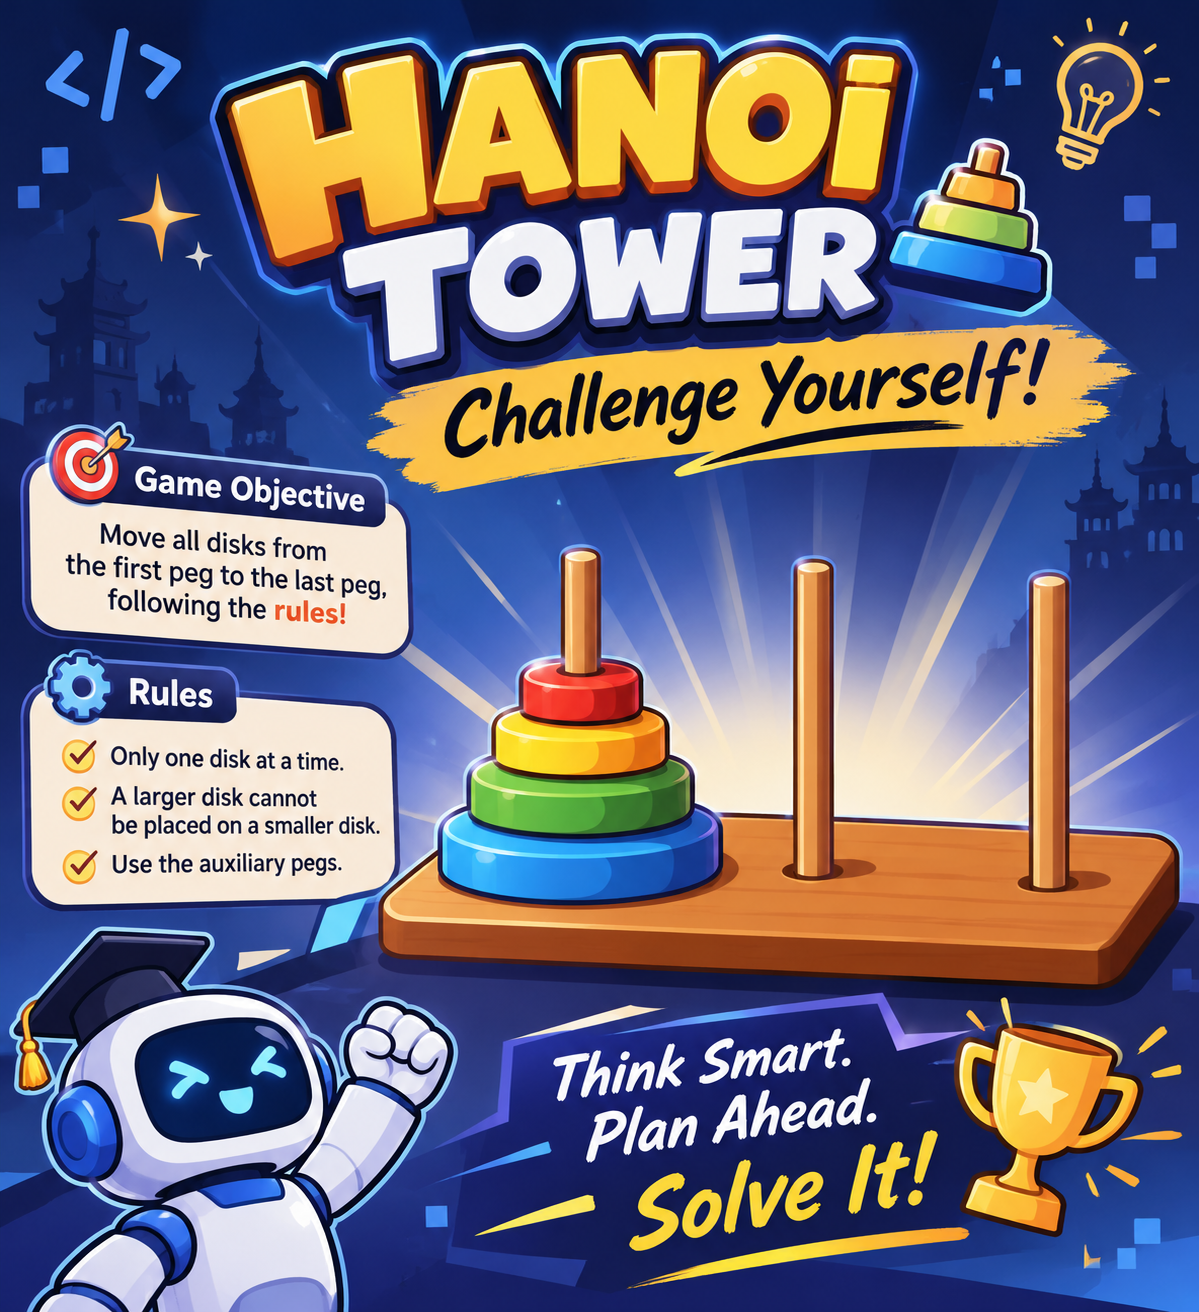 </>
HANOi
TOWER
Challenge Yourself!
Game Objective
Move all disks from
the first peg to the last peg,
following the rules!
Rules
Only one disk at a time.
A larger disk cannot
be placed on a smaller disk.
Use the auxiliary pegs.
Think Smart.
Plan Ahead.
Solve It!